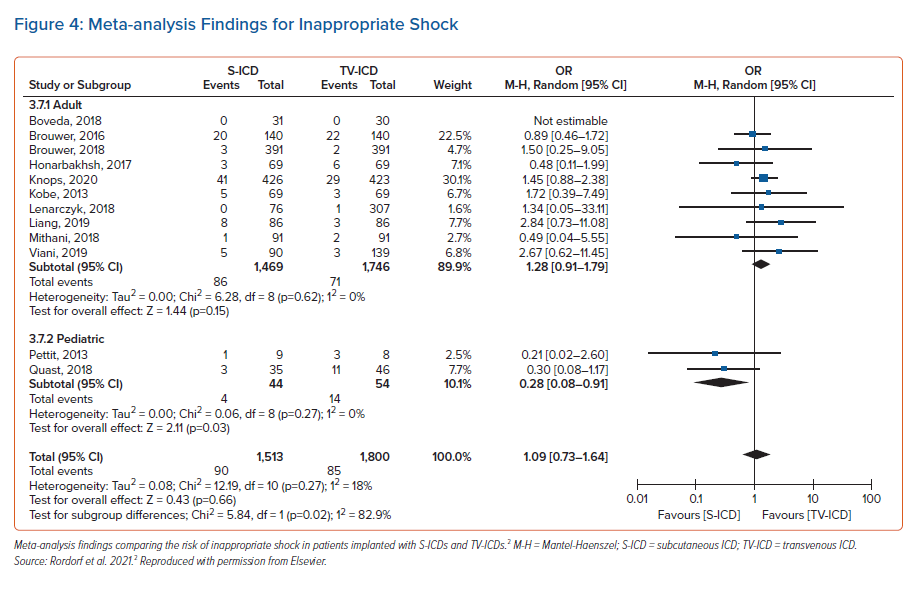 Figure 4: Meta-analysis Findings for Inappropriate Shock
S-ICD TV-ICD OR OR
Study or Subgroup Events Total Events Total Weight M-H, Random [95% CI] M-H, Random [95% CI]
3.7.1 Adult
Boveda, 2018 0 31 0 30 Not estimable
Brouwer, 2016 20 140 22 140 22.5% 0.89 [0.46–1.72]
Brouwer, 2018 3 391 2 391 4.7% 1.50 [0.25–9.05]
Honarbakhsh, 2017 3 69 6 69 7.1% 0.48 [0.11–1.99]
Knops, 2020 41 426 29 423 30.1% 1.45 [0.88–2.38]
Kobe, 2013 5 69 3 69 6.7% 1.72 [0.39–7.49]
Lenarczyk, 2018 0 76 1 307 1.6% 1.34 [0.05–33.11]
Liang, 2019 8 86 3 86 7.7% 2.84 [0.73–11.08]
Mithani, 2018 1 91 2 91 2.7% 0.49 [0.04–5.55]
Viani, 2019 5 90 3 139 6.8% 2.67 [0.62–11.45]
Subtotal (95% CI) 1,469 1,746 89.9% 1.28 [0.91–1.79]
Total events 86 71
Heterogeneity: Tau² = 0.00; Chi² = 6.28, df = 8 (p=0.62); 1² = 0%
Test for overall effect: Z = 1.44 (p=0.15)
3.7.2 Pediatric
Pettit, 2013 1 9 3 8 2.5% 0.21 [0.02–2.60]
Quast, 2018 3 35 11 46 7.7% 0.30 [0.08–1.17]
Subtotal (95% CI) 44 54 10.1% 0.28 [0.08–0.91]
Total events 4 14
Heterogeneity: Tau² = 0.00; Chi² = 0.06, df = 8 (p=0.27); 1² = 0%
Test for overall effect: Z = 2.11 (p=0.03)
Total (95% CI) 1,513 1,800 100.0% 1.09 [0.73–1.64]
Total events 90 85
Heterogeneity: Tau² = 0.08; Chi² = 12.19, df = 10 (p=0.27); 1² = 18%
Test for overall effect: Z = 0.43 (p=0.66)
Test for subgroup differences; Chi² = 5.84, df = 1 (p=0.02); 1² = 82.9%
0.01 0.1 1 10 100
Favours [S-ICD] Favours [TV-ICD]
Meta-analysis findings comparing the risk of inappropriate shock in patients implanted with S-ICDs and TV-ICDs.² M-H = Mantel-Haenszel; S-ICD = subcutaneous ICD; TV-ICD = transvenous ICD.
Source: Rordorf et al. 2021.² Reproduced with permission from Elsevier.